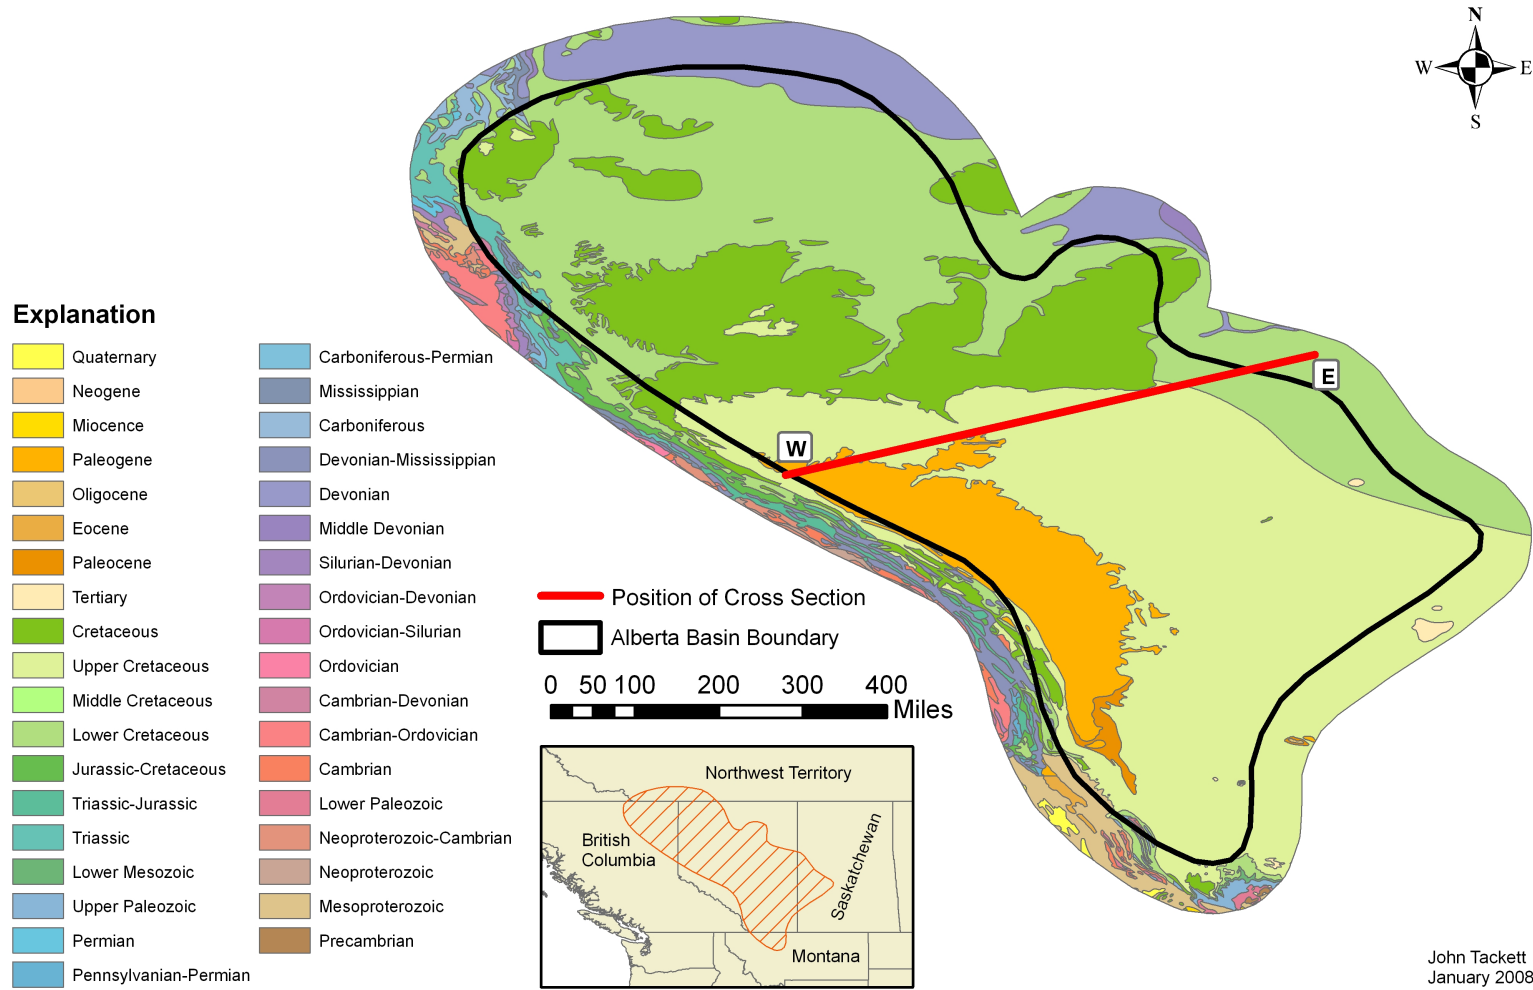 N
W E
S
Explanation
Quaternary
Neogene
Miocence
Paleogene
Oligocene
Eocene
Paleocene
Tertiary
Cretaceous
Upper Cretaceous
Middle Cretaceous
Lower Cretaceous
Jurassic-Cretaceous
Triassic-Jurassic
Triassic
Lower Mesozoic
Upper Paleozoic
Permian
Pennsylvanian-Permian
Carboniferous-Permian
Mississippian
Carboniferous
Devonian-Mississippian
Devonian
Middle Devonian
Silurian-Devonian
Ordovician-Devonian
Ordovician-Silurian
Ordovician
Cambrian-Devonian
Cambrian-Ordovician
Cambrian
Lower Paleozoic
Neoproterozoic-Cambrian
Neoproterozoic
Mesoproterozoic
Precambrian
W
E
Position of Cross Section
Alberta Basin Boundary
0 50 100 200 300 400
Miles
Northwest Territory
British
Columbia
Saskatchewan
Montana
John Tackett
January 2008